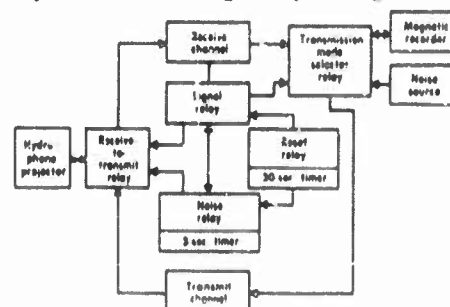 Receive
channel
Transmission
mode
selector
relay
Magnetic
recorder
Noise
source
Signal
relay
Hydro
phone
projector
Receive-
to-
transmit
relay
Reset
relay
30 sec timer
Noise
relay
3 sec timer
Transmit
channel